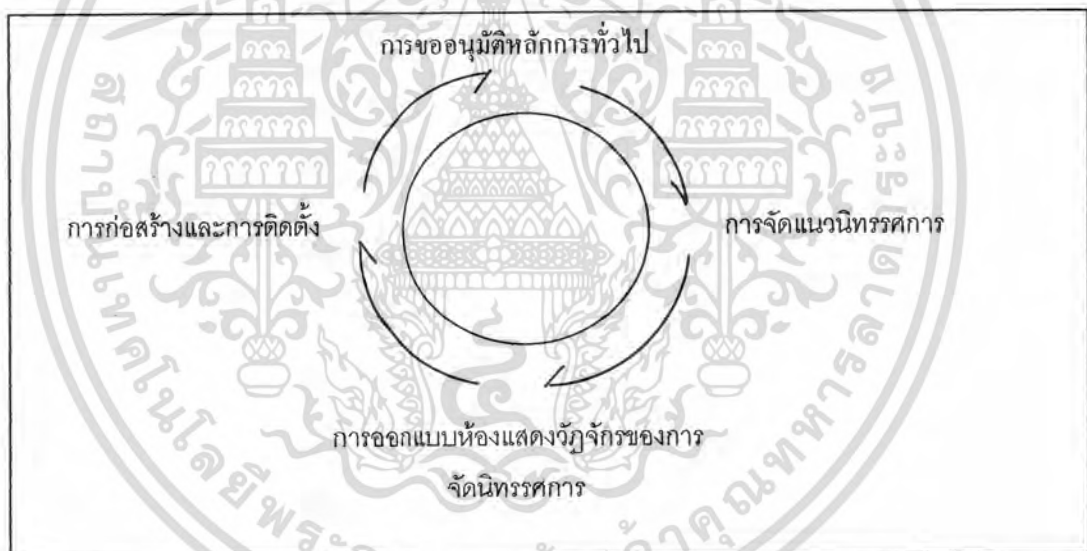 การขออนุมัติหลักการทั่วไป
การก่อสร้างและการติดตั้ง
การจัดแนวนิทรรศการ
การออกแบบห้องแสดงวัฏจักรของการ
จัดนิทรรศการ